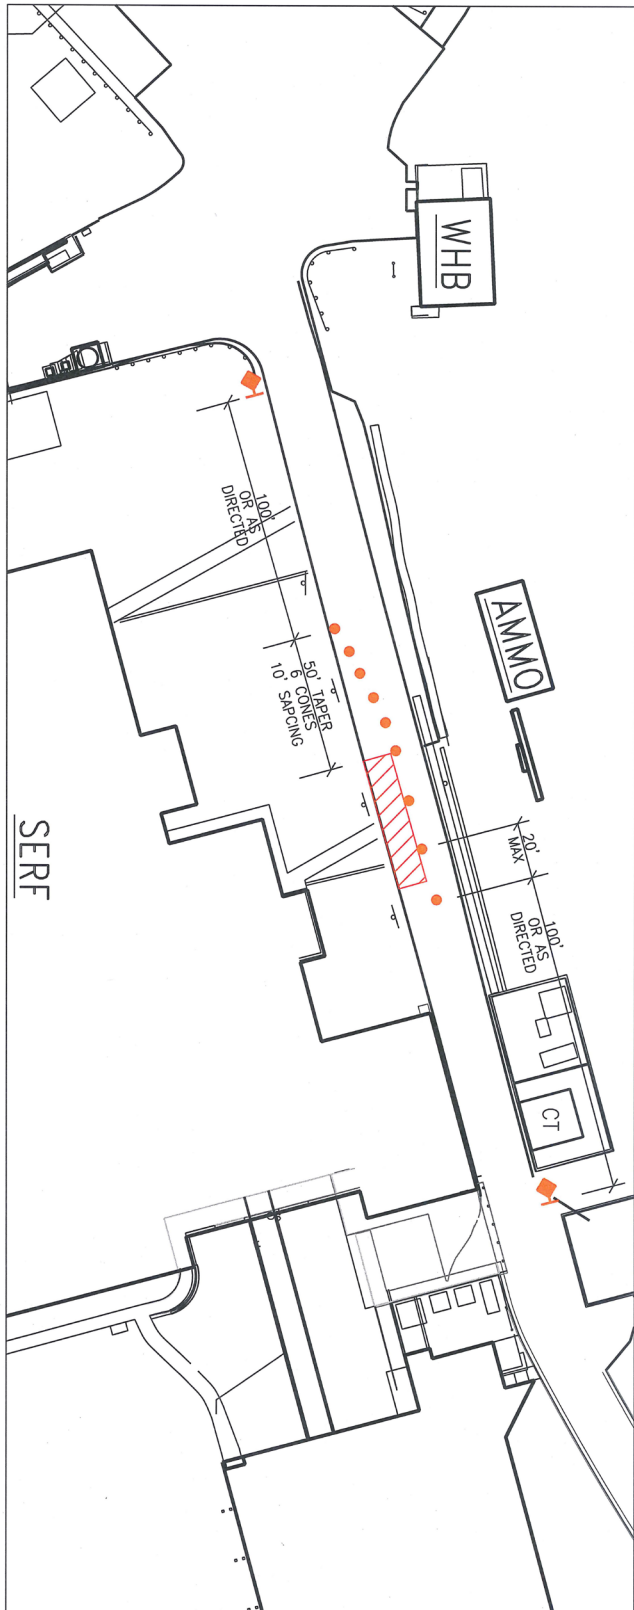 WHB
100'
OR AS
DIRECTED
AMMO
50' TAPER
6 CONES
10' SAPCING
20'
MAX
100'
OR AS
DIRECTED
SERF
CT